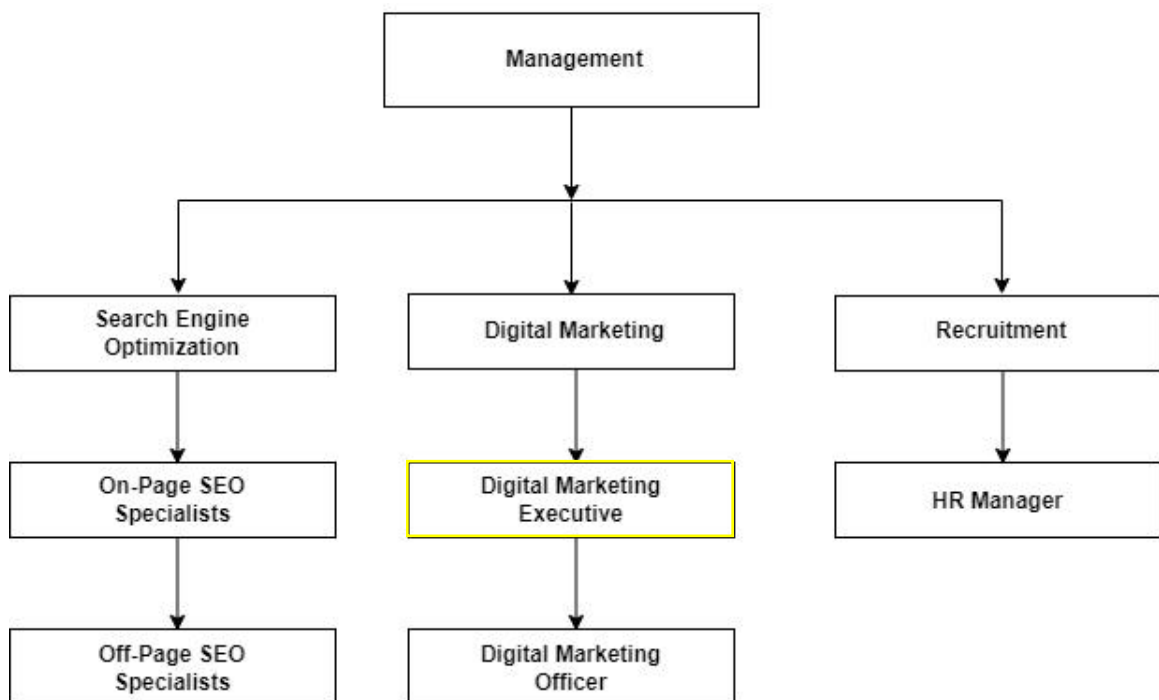 Management
Search Engine
Optimization
Digital Marketing
Recruitment
On-Page SEO
Specialists
Digital Marketing
Executive
HR Manager
Off-Page SEO
Specialists
Digital Marketing
Officer